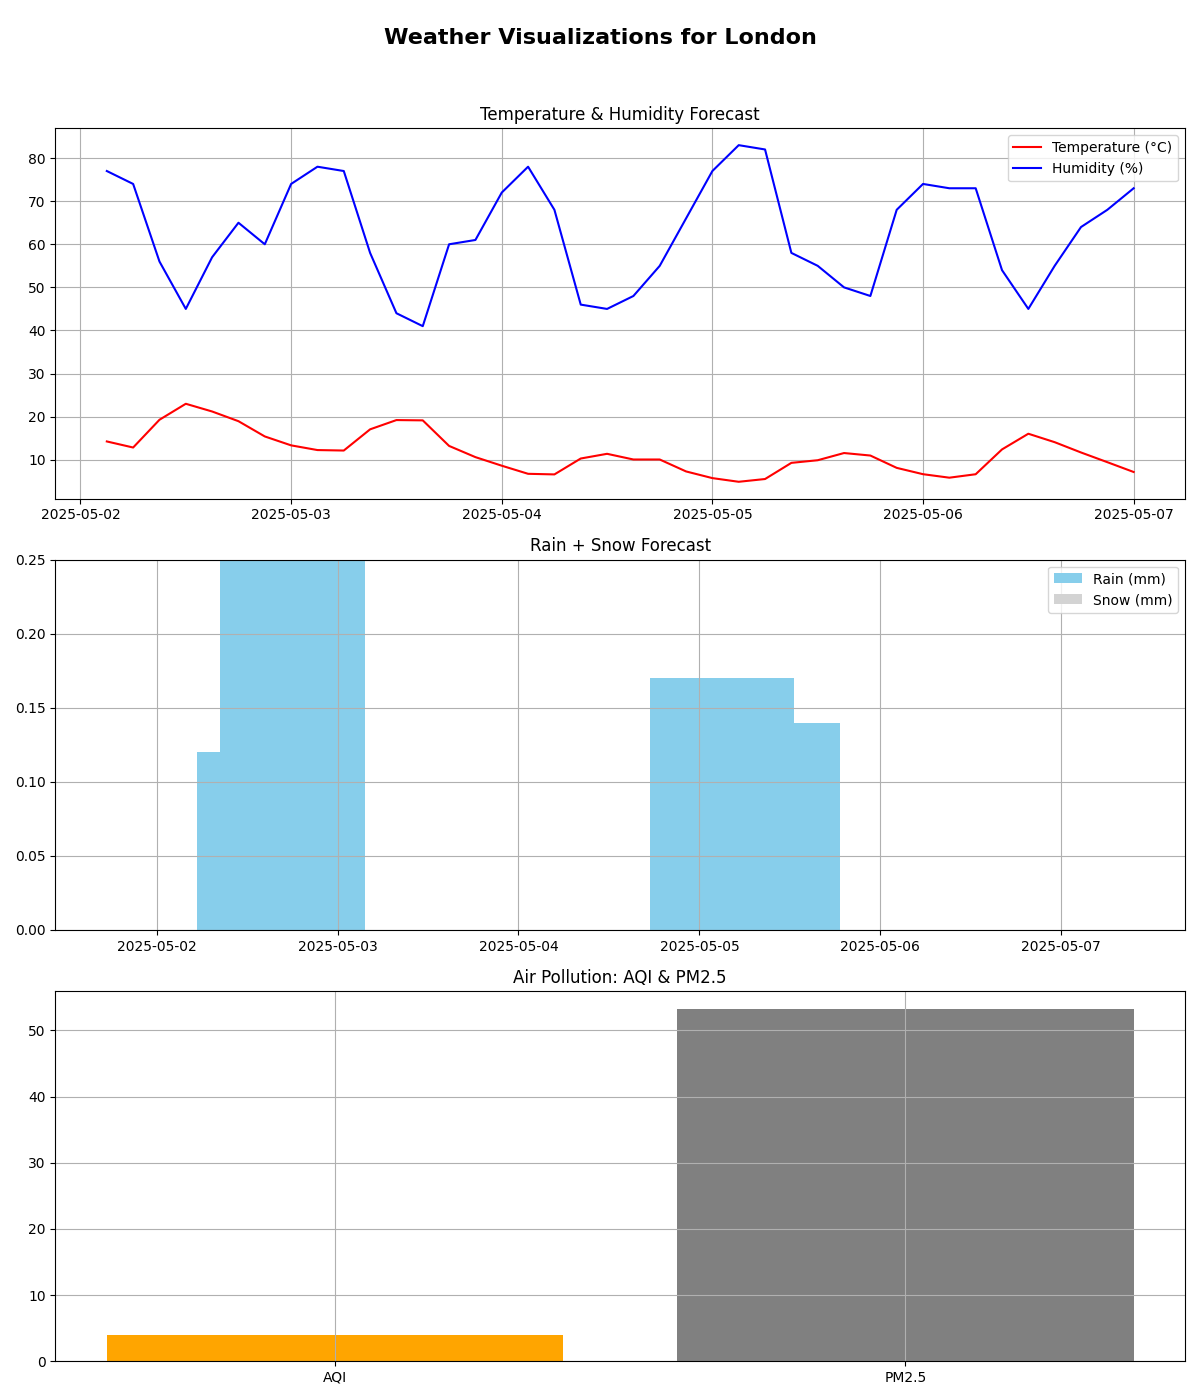 Weather Visualizations for London
Temperature & Humidity Forecast
Temperature (°C)
Humidity (%)
80
70
60
50
40
30
20
10
2025-05-02 2025-05-03 2025-05-04 2025-05-05 2025-05-06 2025-05-07
Rain + Snow Forecast
Rain (mm)
Snow (mm)
0.25
0.20
0.15
0.10
0.05
0.00
2025-05-02 2025-05-03 2025-05-04 2025-05-05 2025-05-06 2025-05-07
Air Pollution: AQI & PM2.5
50
40
30
20
10
0
AQI PM2.5